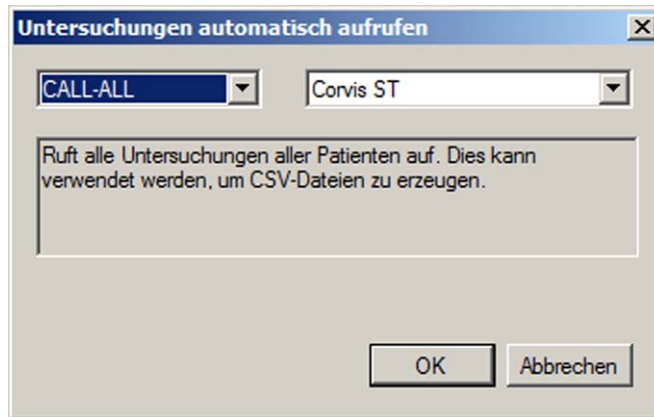 Untersuchungen automatisch aufrufen
CALL-ALL
Corvis ST
Ruft alle Untersuchungen aller Patienten auf. Dies kann
verwendet werden, um CSV-Dateien zu erzeugen.
OK
Abbrechen